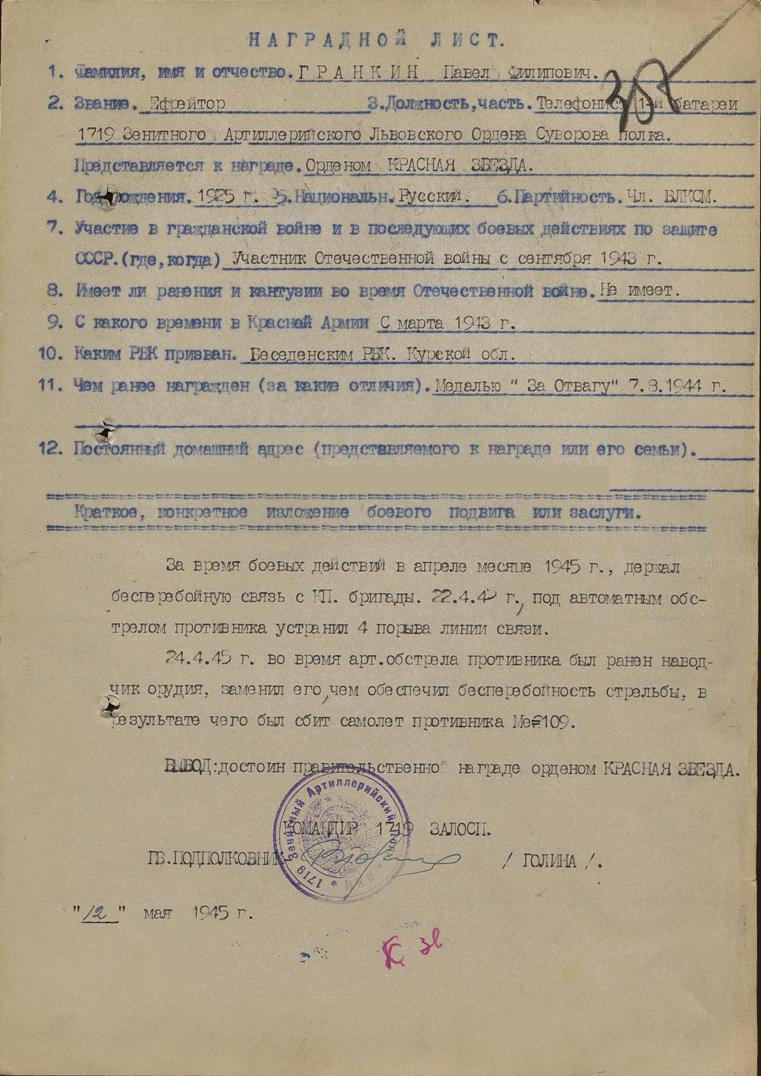 НАГРАДНОЙ ЛИСТ.
1. Фамилия, имя и отчество. ГРАНКИН Павел Филипович.
2. Звание. Ефрейтор 3. Должность, часть. Телефонист 1-й батареи
1719 Зенитного Артиллерийского Львовского Ордена Суворова полка.
Представляется к награде. Орденом КРАСНАЯ ЗВЕЗДА.
4. Год рождения. 1925 г. 5. Национальн. Русский. 6. Партийность. Чл. ВЛКСМ.
7. Участие в гражданской войне и в последующих боевых действиях по защите
СССР. (где, когда) Участник Отечественной войны с сентября 1943 г.
8. Имеет ли ранения и кантузии во время Отечественной войне. Не имеет.
9. С какого времени в Красной Армии С марта 1943 г.
10. Каким РВК призван. Беседенским РВК. Курской обл.
11. Чем ранее награжден (за какие отличия). Медалью " За Отвагу" 7.8.1944 г.
12. Постоянный домашний адрес (представляемого к награде или его семьи).
Краткое, конкретное изложение боевого подвига или заслуги.
За время боевых действий в апреле месяце 1945 г., держал
бесперебойную связь с КП. бригады. 22.4.45 г., под автоматным обс-
трелом противника устранил 4 порыва линии связи.
24.4.45 г. во время арт.обстрела противника был ранен навод-
чик орудия, заменил его, чем обеспечил бесперебойность стрельбы, в
результате чего был сбит самолет противника Ме-109.
ВЫВОД: достоин правительственной награде орденом КРАСНАЯ ЗВЕЗДА.
КОМАНДИР 1719 ЗАЛОСП.
ГВ.ПОДПОЛКОВНИК / ГОЛИНА /.
1719 Зенитный Артиллерийский
"12" мая 1945 г.